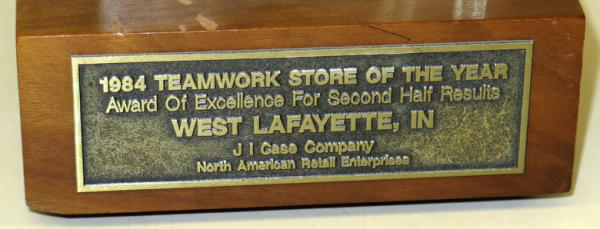 1984 TEAMWORK STORE OF THE YEAR
Award Of Excellence For Second Half Results
WEST LAFAYETTE, IN
J I Case Company
North American Retail Enterprises